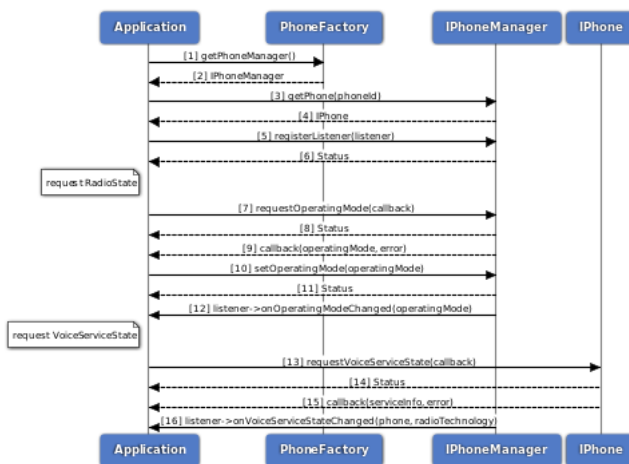 Application PhoneFactory IPhoneManager IPhone
[1] getPhoneManager()
[2] IPhoneManager
[3] getPhone(phoneId)
[4] IPhone
[5] registerListener(listener)
[6] Status
request RadioState
[7] requestOperatingMode(callback)
[8] Status
[9] callback(operatingMode, error)
[10] setOperatingMode(operatingMode)
[11] Status
[12] listener->onOperatingModeChanged(operatingMode)
request VoiceServiceState
[13] requestVoiceServiceState(callback)
[14] Status
[15] callback(serviceInfo, error)
[16] listener->onVoiceServiceStateChanged(phone, radioTechnology)
Application PhoneFactory IPhoneManager IPhone